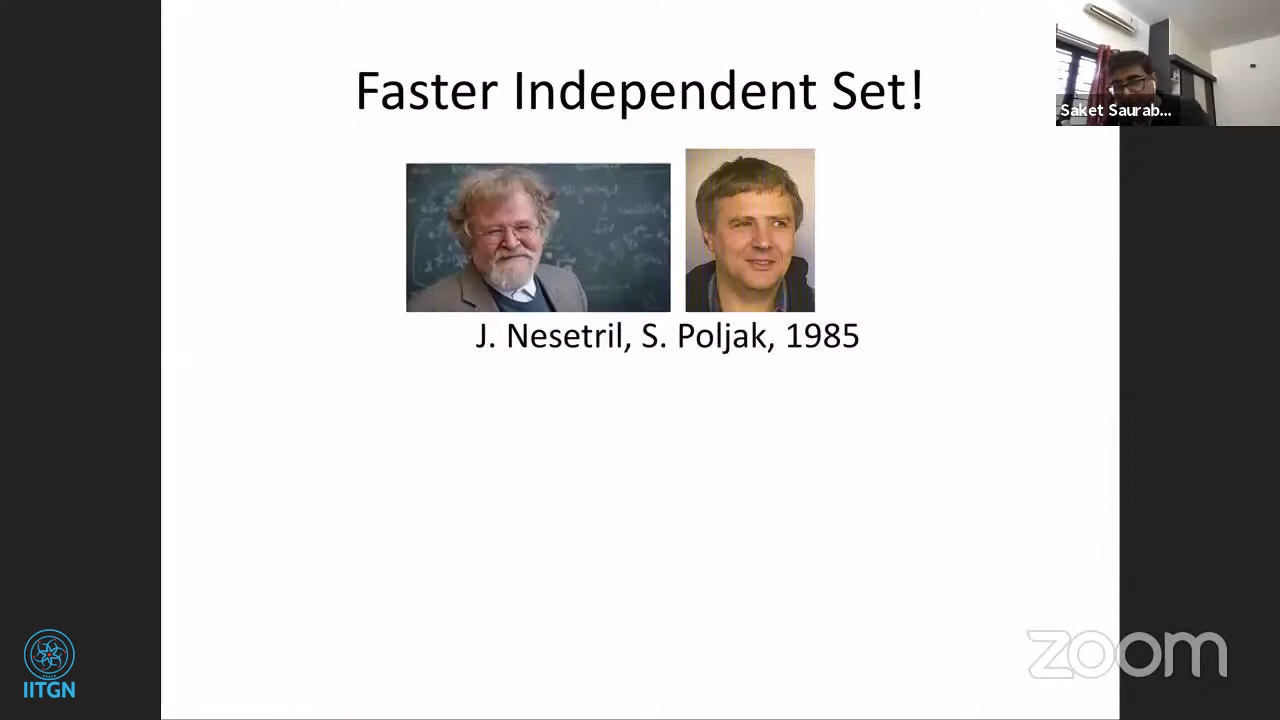 Faster Independent Set!
Saket Saurab...
J. Nesetril, S. Poljak, 1985
IITGN
zoom